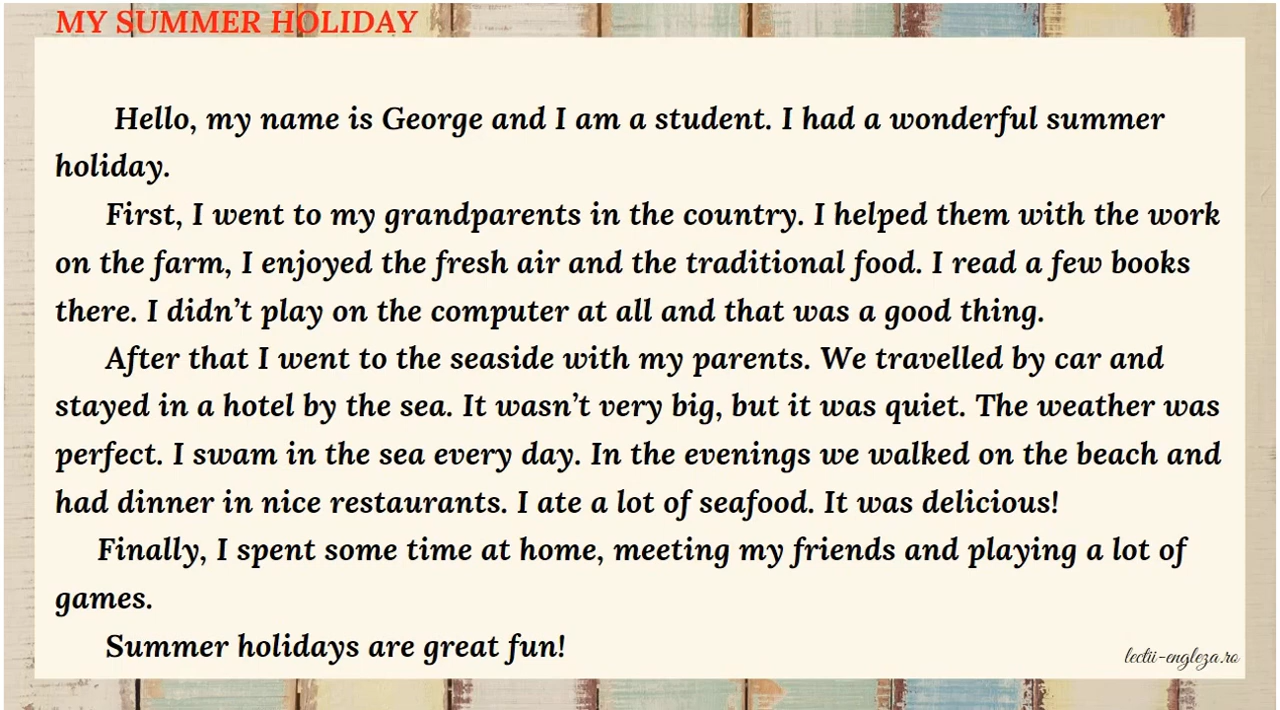 MY SUMMER HOLIDAY
Hello, my name is George and I am a student. I had a wonderful summer
holiday.
First, I went to my grandparents in the country. I helped them with the work
on the farm, I enjoyed the fresh air and the traditional food. I read a few books
there. I didn’t play on the computer at all and that was a good thing.
After that I went to the seaside with my parents. We travelled by car and
stayed in a hotel by the sea. It wasn’t very big, but it was quiet. The weather was
perfect. I swam in the sea every day. In the evenings we walked on the beach and
had dinner in nice restaurants. I ate a lot of seafood. It was delicious!
Finally, I spent some time at home, meeting my friends and playing a lot of
games.
Summer holidays are great fun!
lectii-engleza.ro